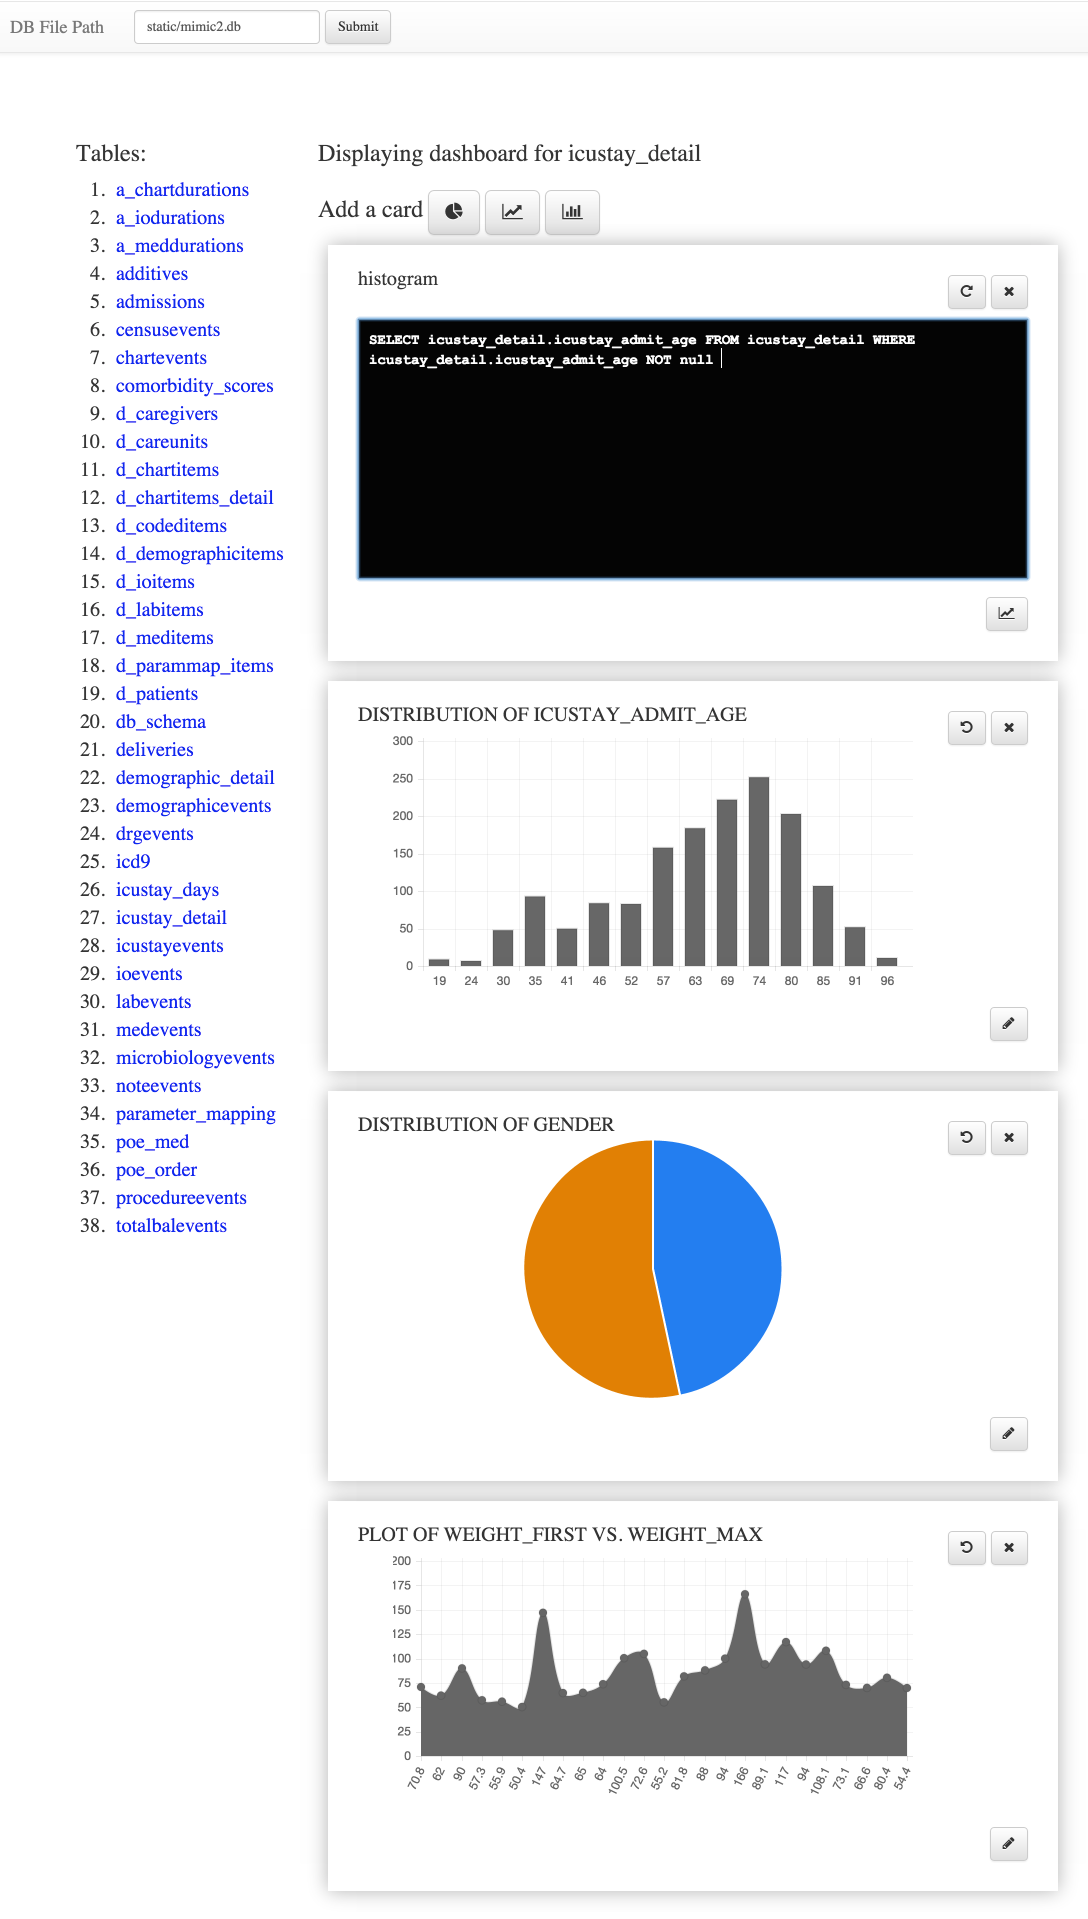 DB File Path
static/mimic2.db
Submit
Tables:
1. a_chartdurations
2. a_iodurations
3. a_meddurations
4. additives
5. admissions
6. censusevents
7. chartevents
8. comorbidity_scores
9. d_caregivers
10. d_careunits
11. d_chartitems
12. d_chartitems_detail
13. d_codeditems
14. d_demographicitems
15. d_ioitems
16. d_labitems
17. d_meditems
18. d_parammap_items
19. d_patients
20. db_schema
21. deliveries
22. demographic_detail
23. demographicevents
24. drgevents
25. icd9
26. icustay_days
27. icustay_detail
28. icustayevents
29. ioevents
30. labevents
31. medevents
32. microbiologyevents
33. noteevents
34. parameter_mapping
35. poe_med
36. poe_order
37. procedureevents
38. totalbalevents
Displaying dashboard for icustay_detail
Add a card
histogram
SELECT icustay_detail.icustay_admit_age FROM icustay_detail WHERE
icustay_detail.icustay_admit_age NOT null
DISTRIBUTION OF ICUSTAY_ADMIT_AGE
300
250
200
150
100
50
0
19 24 30 35 41 46 52 57 63 69 74 80 85 91 96
DISTRIBUTION OF GENDER
PLOT OF WEIGHT_FIRST VS. WEIGHT_MAX
200
175
150
125
100
75
50
25
0
70.8 62 90 57.3 55.9 50.4 147 64.7 65 64 100.5 72.6 55.2 81.8 88 94 166 89.1 117 94 108.1 73.1 66.6 80.4 54.4